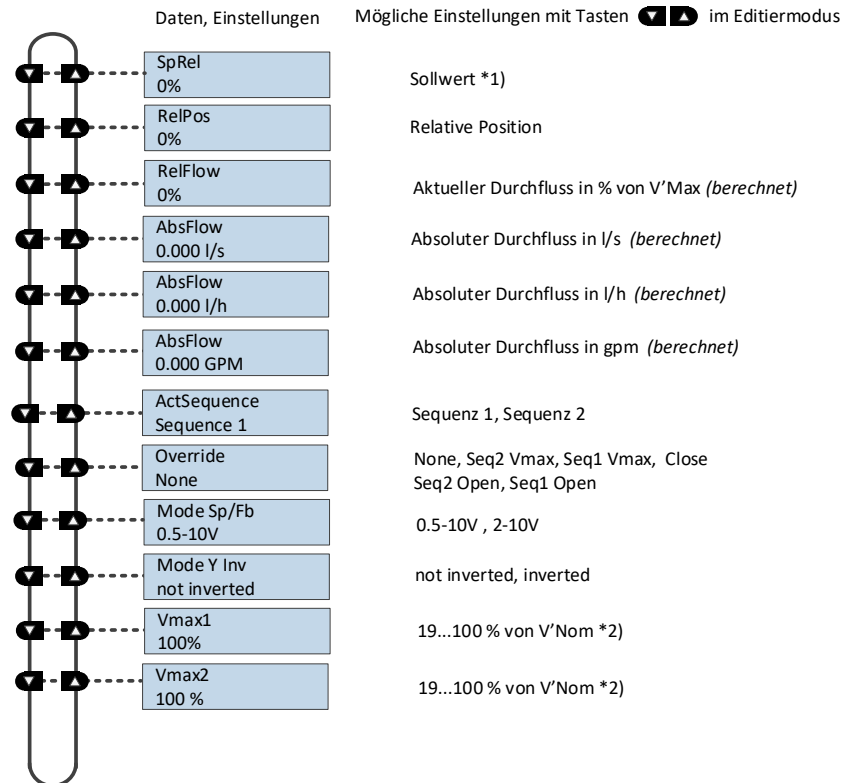 Daten, Einstellungen
Mögliche Einstellungen mit Tasten im Editiermodus
SpRel
0%
Sollwert *1)
RelPos
0%
Relative Position
RelFlow
0%
Aktueller Durchfluss in % von V'Max (berechnet)
AbsFlow
0.000 l/s
Absoluter Durchfluss in l/s (berechnet)
AbsFlow
0.000 l/h
Absoluter Durchfluss in l/h (berechnet)
AbsFlow
0.000 GPM
Absoluter Durchfluss in gpm (berechnet)
ActSequence
Sequence 1
Sequenz 1, Sequenz 2
Override
None
None, Seq2 Vmax, Seq1 Vmax, Close
Seq2 Open, Seq1 Open
Mode Sp/Fb
0.5-10V
0.5-10V , 2-10V
Mode Y Inv
not inverted
not inverted, inverted
Vmax1
100%
19...100 % von V'Nom *2)
Vmax2
100 %
19...100 % von V'Nom *2)